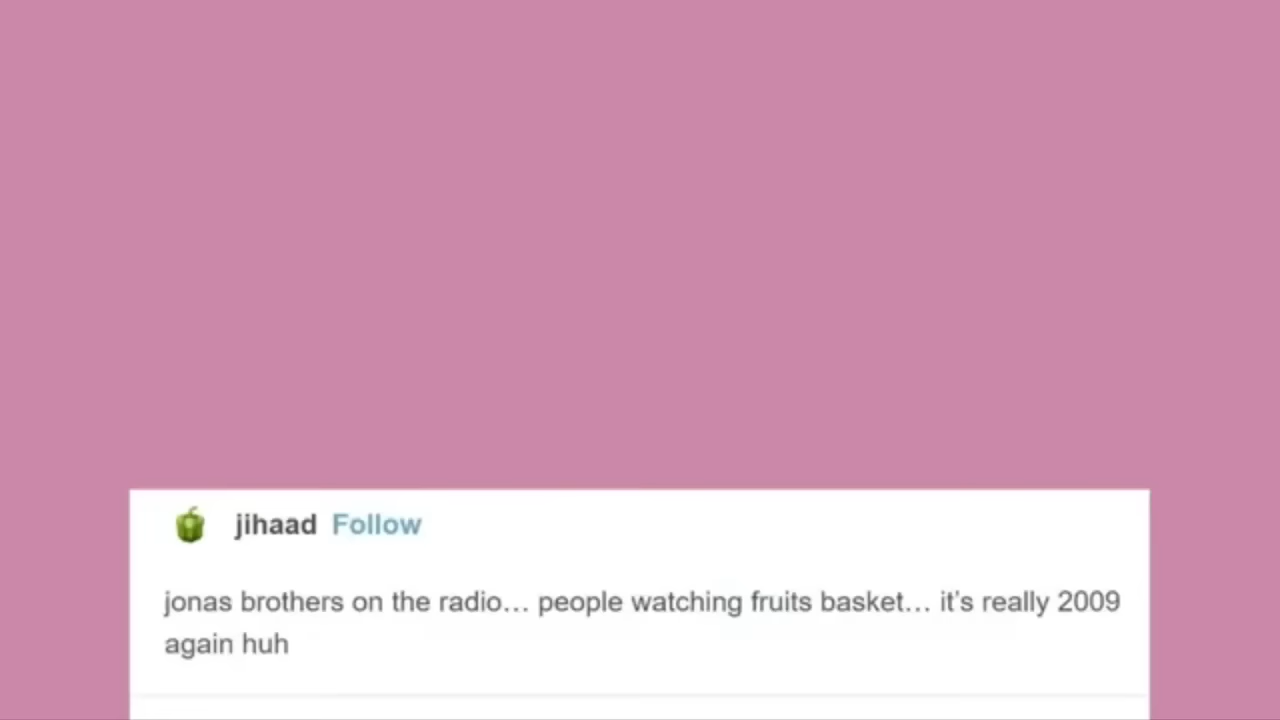 jihaad Follow
jonas brothers on the radio… people watching fruits basket… it's really 2009
again huh